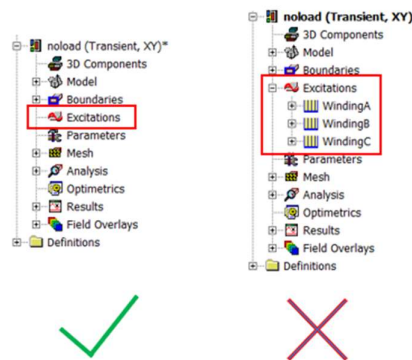 noload (Transient, XY)*
3D Components
Model
Boundaries
Excitations
Parameters
Mesh
Analysis
Optimetrics
Results
Field Overlays
Definitions
noload (Transient, XY)
3D Components
Model
Boundaries
Excitations
WindingA
WindingB
WindingC
Parameters
Mesh
Analysis
Optimetrics
Results
Field Overlays
Definitions